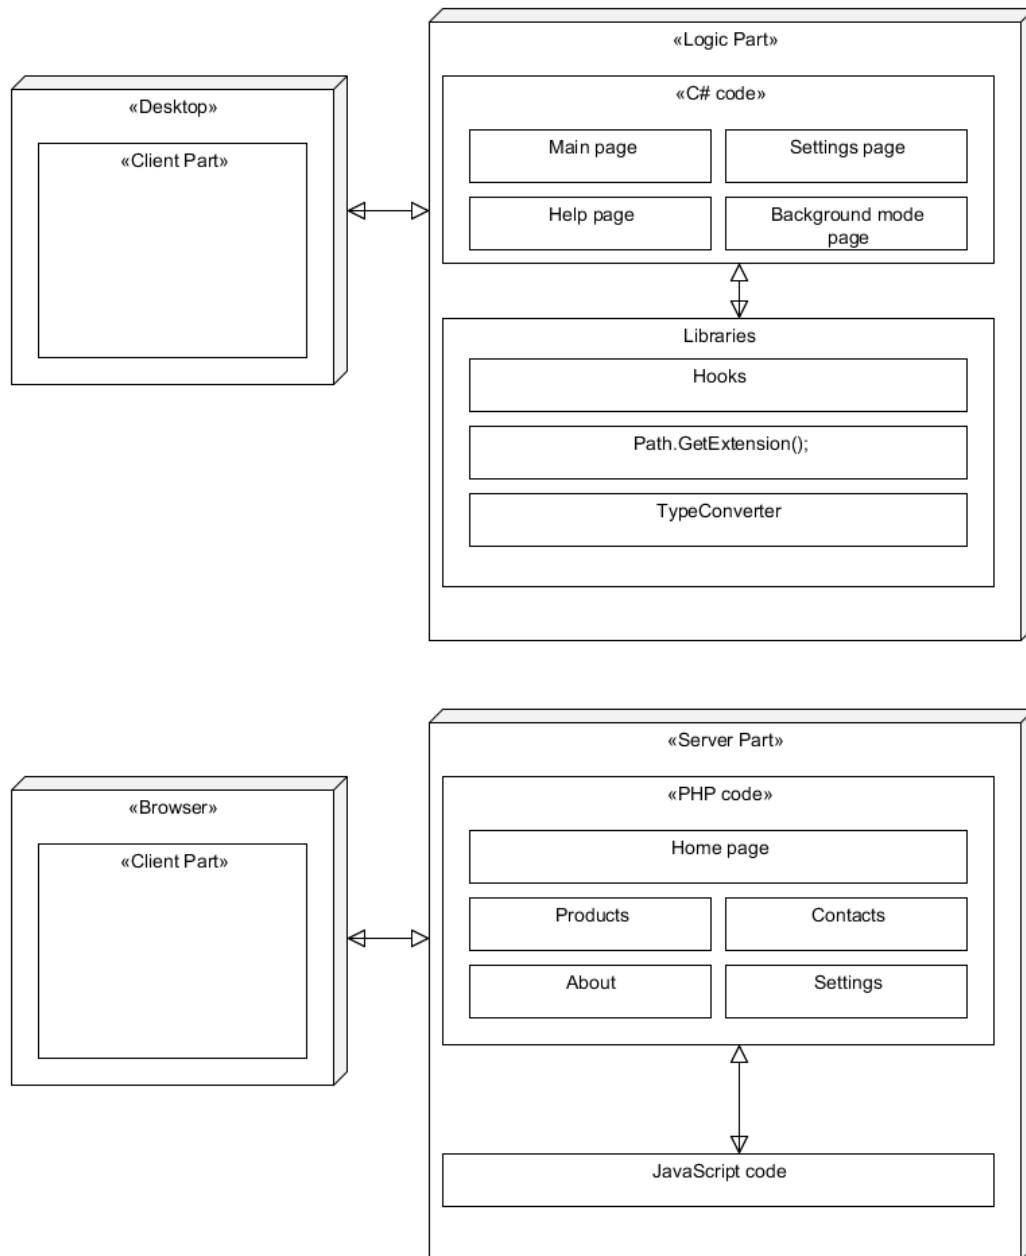 «Desktop»
«Client Part»
«Logic Part»
«C# code»
Main page
Settings page
Help page
Background mode
page
Libraries
Hooks
Path.GetExtension();
TypeConverter
«Browser»
«Client Part»
«Server Part»
«PHP code»
Home page
Products
Contacts
About
Settings
JavaScript code